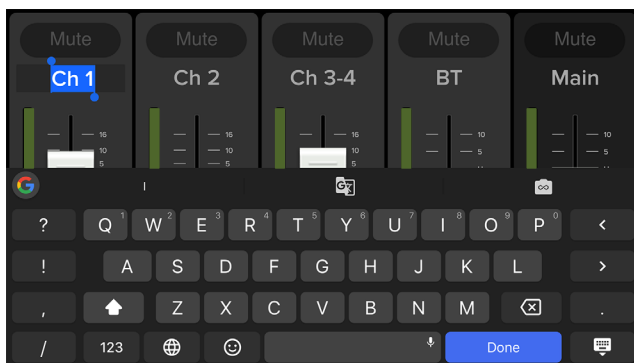 Mute Mute Mute Mute Mute
Ch 1 Ch 2 Ch 3-4 BT Main
16 16 16 10 10
10 10 10 5 5
5 5 5
G I G
? Q 1 W 2 E 3 R 4 T 5 Y 6 U 7 I 8 O 9 P 0 <
! A S D F G H J K L >
, Z X C V B N M .
/ 123 Done